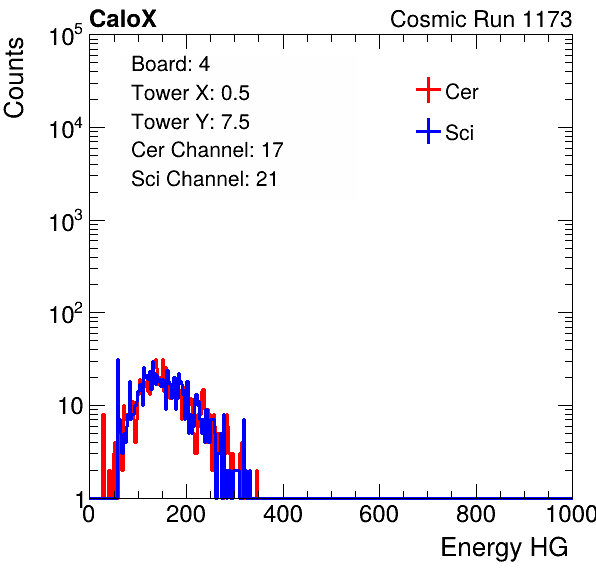 CaloX Cosmic Run 1173
Counts
10^5
10^4
10^3
10^2
10
1
Board: 4
Tower X: 0.5
Tower Y: 7.5
Cer Channel: 17
Sci Channel: 21
Cer
Sci
0 200 400 600 800 1000
Energy HG